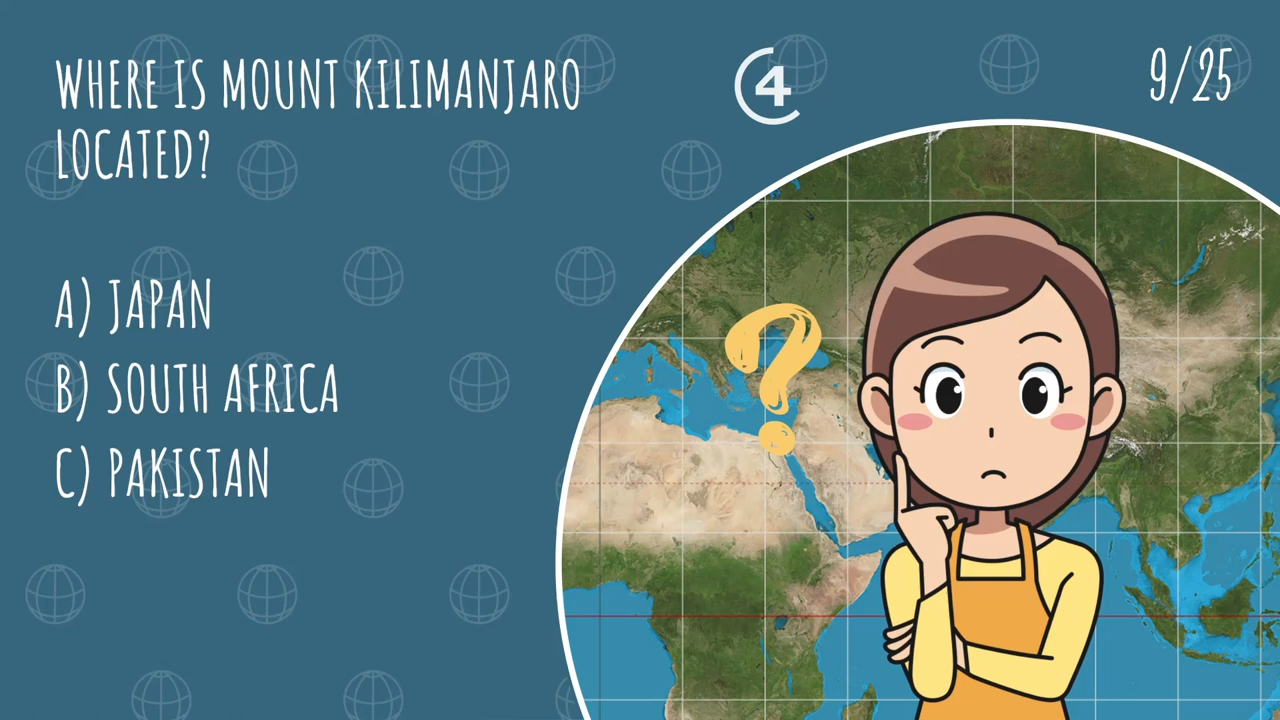 WHERE IS MOUNT KILIMANJARO
LOCATED?
4
9/25
A) JAPAN
B) SOUTH AFRICA
C) PAKISTAN
?